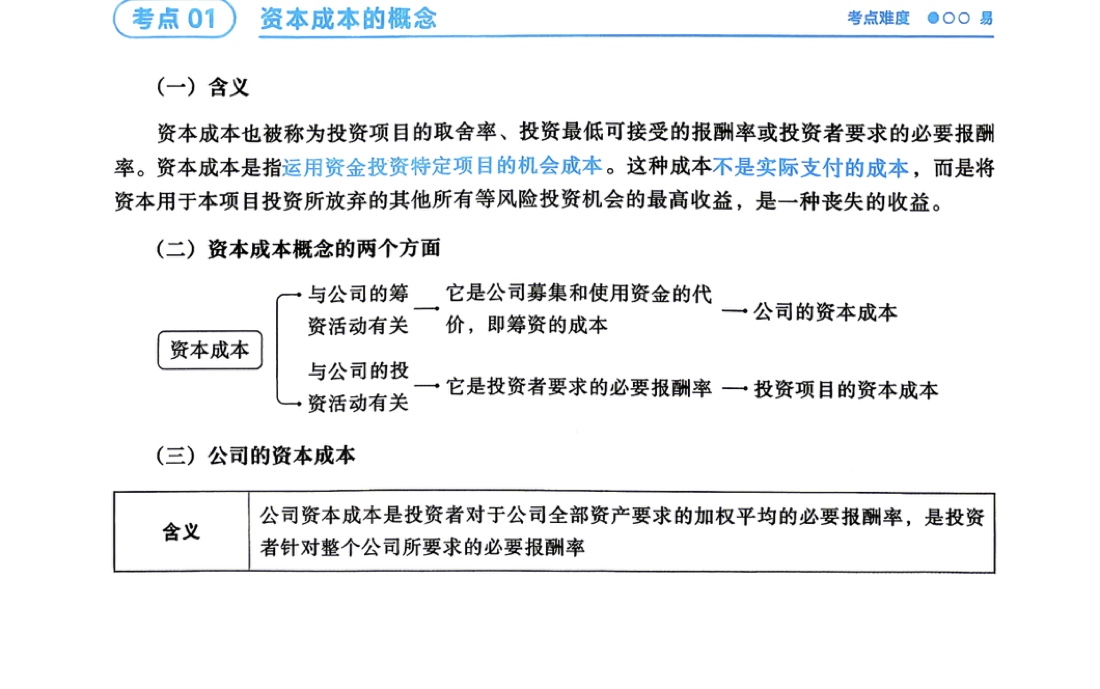 考点 01 资本成本的概念 考点难度 易
（一）含义
资本成本也被称为投资项目的取舍率、投资最低可接受的报酬率或投资者要求的必要报酬
率。资本成本是指运用资金投资特定项目的机会成本。这种成本不是实际支付的成本，而是将
资本用于本项目投资所放弃的其他所有等风险投资机会的最高收益，是一种丧失的收益。
（二）资本成本概念的两个方面
资本成本
与公司的筹
资活动有关
它是公司募集和使用资金的代
价，即筹资的成本
公司的资本成本
与公司的投
资活动有关
它是投资者要求的必要报酬率
投资项目的资本成本
（三）公司的资本成本
含义
公司资本成本是投资者对于公司全部资产要求的加权平均的必要报酬率，是投资
者针对整个公司所要求的必要报酬率